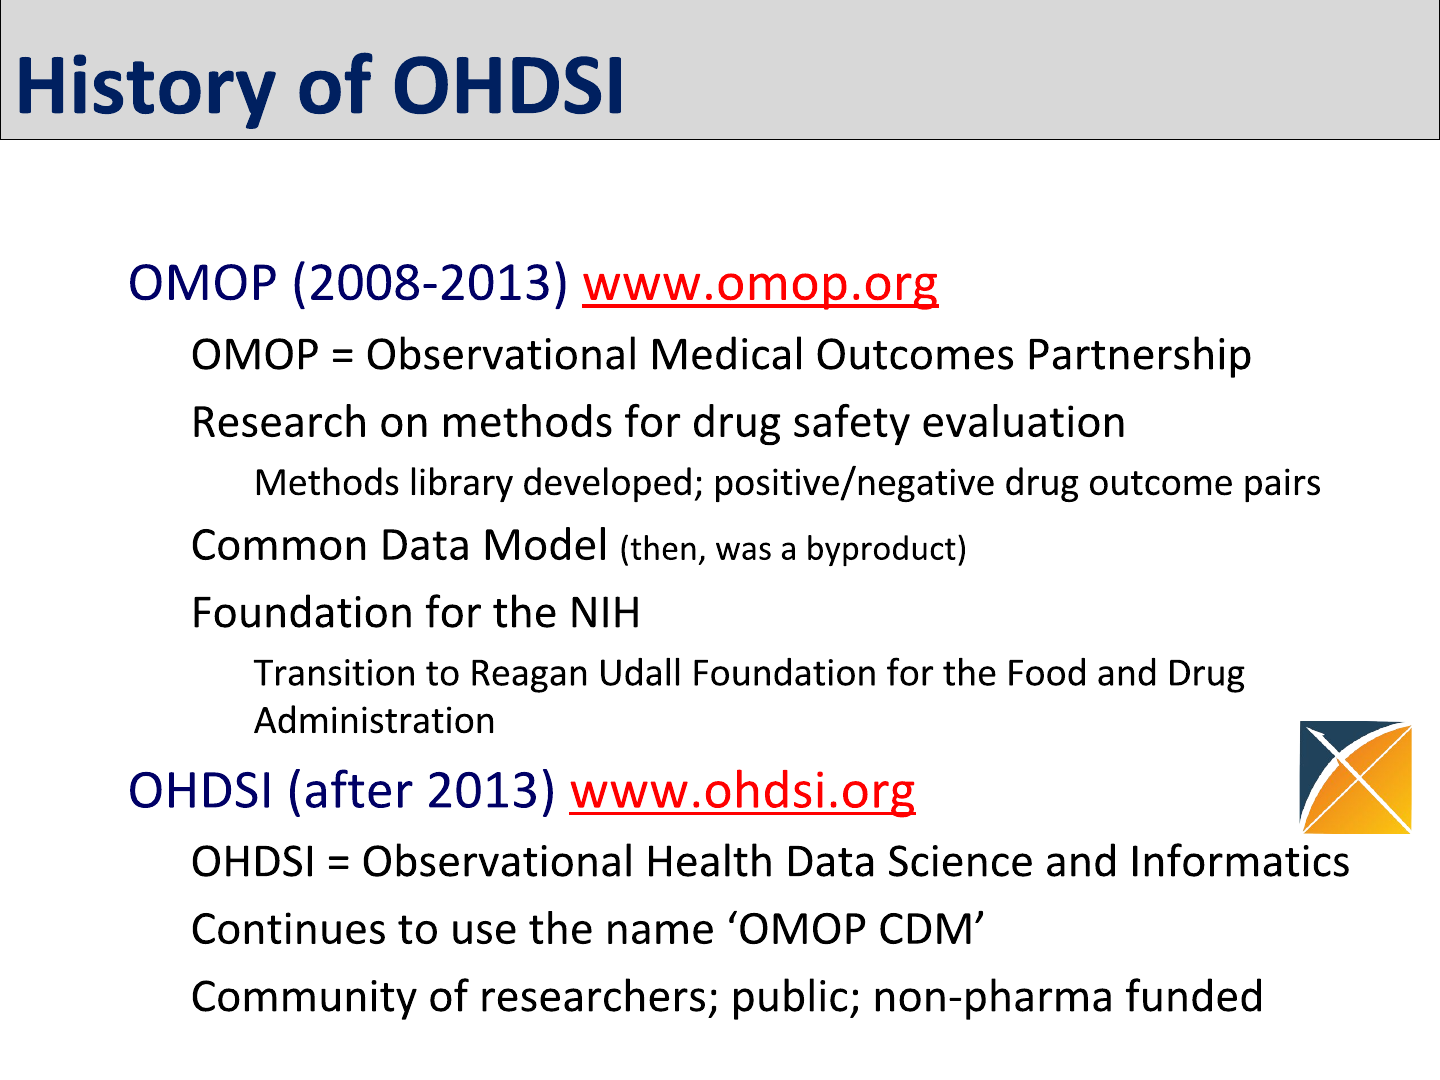 History of OHDSI
OMOP (2008-2013) www.omop.org
OMOP = Observational Medical Outcomes Partnership
Research on methods for drug safety evaluation
Methods library developed; positive/negative drug outcome pairs
Common Data Model (then, was a byproduct)
Foundation for the NIH
Transition to Reagan Udall Foundation for the Food and Drug
Administration
OHDSI (after 2013) www.ohdsi.org
OHDSI = Observational Health Data Science and Informatics
Continues to use the name ‘OMOP CDM’
Community of researchers; public; non-pharma funded